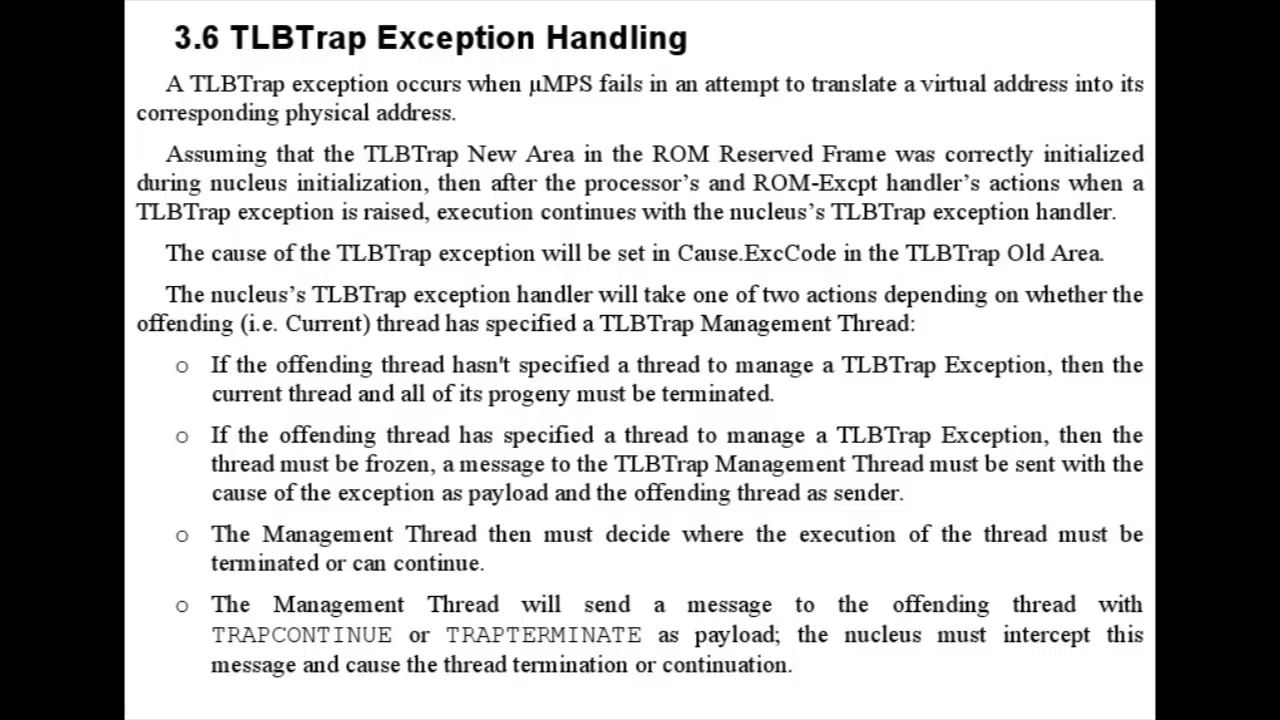 3.6 TLBTrap Exception Handling
A TLBTrap exception occurs when µMPS fails in an attempt to translate a virtual address into its
corresponding physical address.
Assuming that the TLBTrap New Area in the ROM Reserved Frame was correctly initialized
during nucleus initialization, then after the processor's and ROM-Excpt handler's actions when a
TLBTrap exception is raised, execution continues with the nucleus's TLBTrap exception handler.
The cause of the TLBTrap exception will be set in Cause.ExcCode in the TLBTrap Old Area.
The nucleus's TLBTrap exception handler will take one of two actions depending on whether the
offending (i.e. Current) thread has specified a TLBTrap Management Thread:
o If the offending thread hasn't specified a thread to manage a TLBTrap Exception, then the
current thread and all of its progeny must be terminated.
o If the offending thread has specified a thread to manage a TLBTrap Exception, then the
thread must be frozen, a message to the TLBTrap Management Thread must be sent with the
cause of the exception as payload and the offending thread as sender.
o The Management Thread then must decide where the execution of the thread must be
terminated or can continue.
o The Management Thread will send a message to the offending thread with
TRAPCONTINUE or TRAPTERMINATE as payload; the nucleus must intercept this
message and cause the thread termination or continuation.